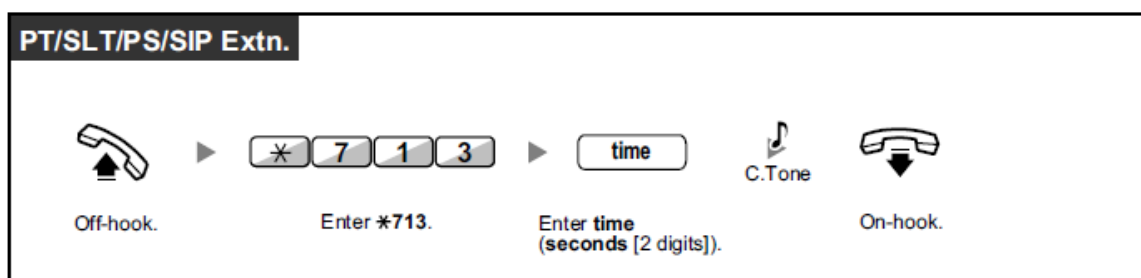 PT/SLT/PS/SIP Extn.
* 7 1 3 time
C.Tone
Off-hook. Enter *713. Enter time On-hook.
(seconds [2 digits]).